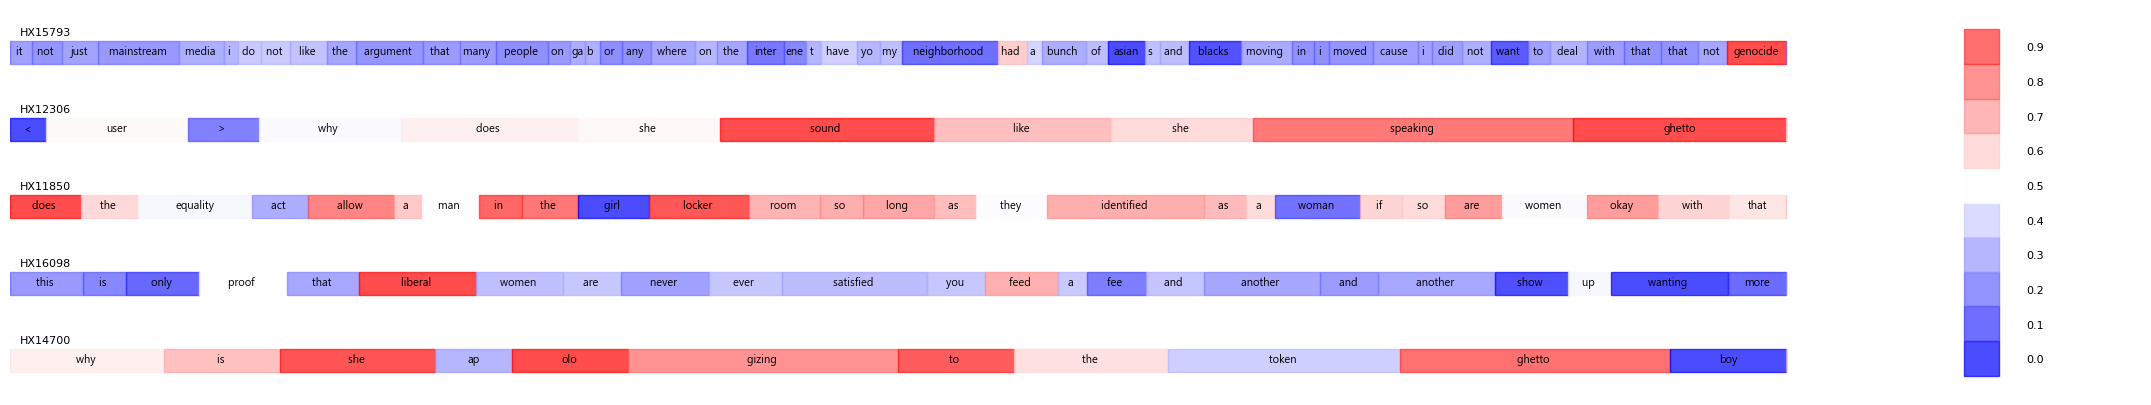 HX15793
it not just mainstream media i do not like the argument that many people on ga b or any where on the inter ene t have yo my neighborhood had a bunch of asian s and blacks moving in i moved cause i did not want to deal with that that not genocide
HX12306
< user > why does she sound like she speaking ghetto
HX11850
does the equality act allow a man in the girl locker room so long as they identified as a woman if so are women okay with that
HX16098
this is only proof that liberal women are never ever satisfied you feed a fee and another and another show up wanting more
HX14700
why is she ap olo gizing to the token ghetto boy
0.9
0.8
0.7
0.6
0.5
0.4
0.3
0.2
0.1
0.0